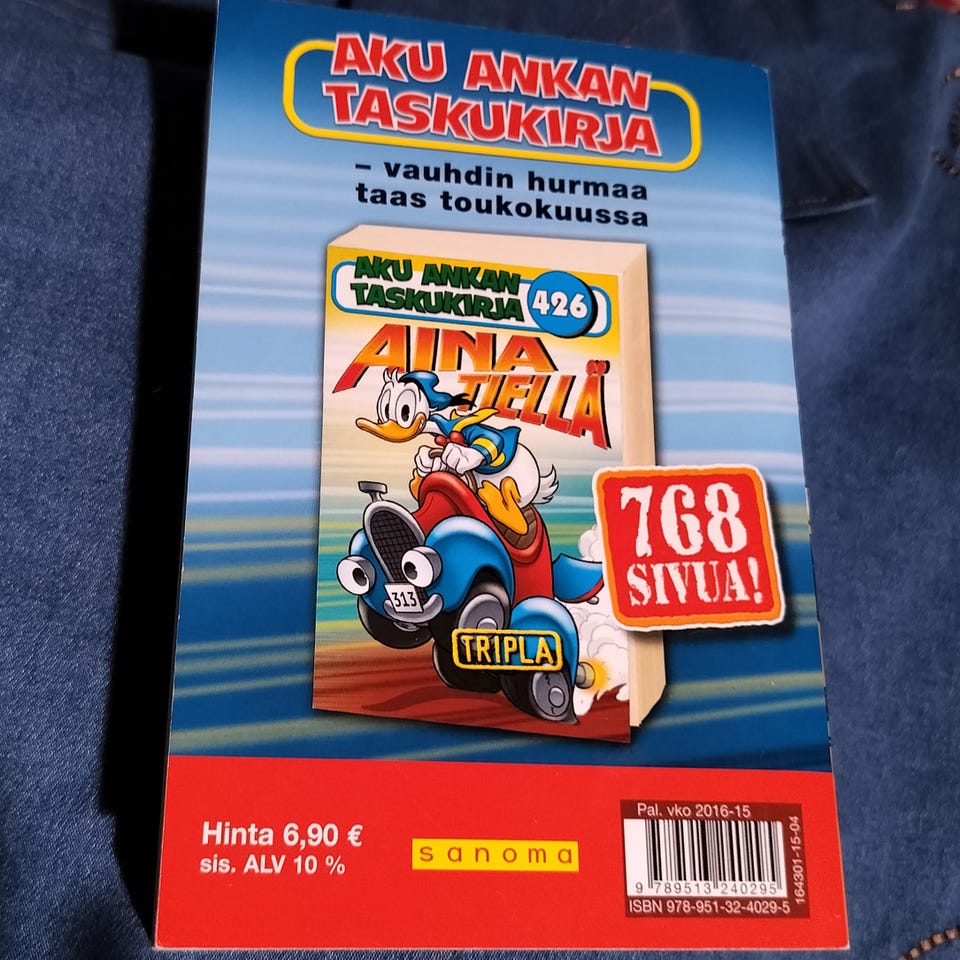 AKU ANKAN
TASKUKIRJA
– vauhdin hurmaa
taas toukokuussa
AKU ANKAN
TASKUKIRJA
426
AINA
TIELLÄ
313
TRIPLA
768
SIVUA!
Hinta 6,90 €
sis. ALV 10 %
sanoma
Pal. vko 2016-15
9 789513 240295
ISBN 978-951-32-4029-5
164301-15-04